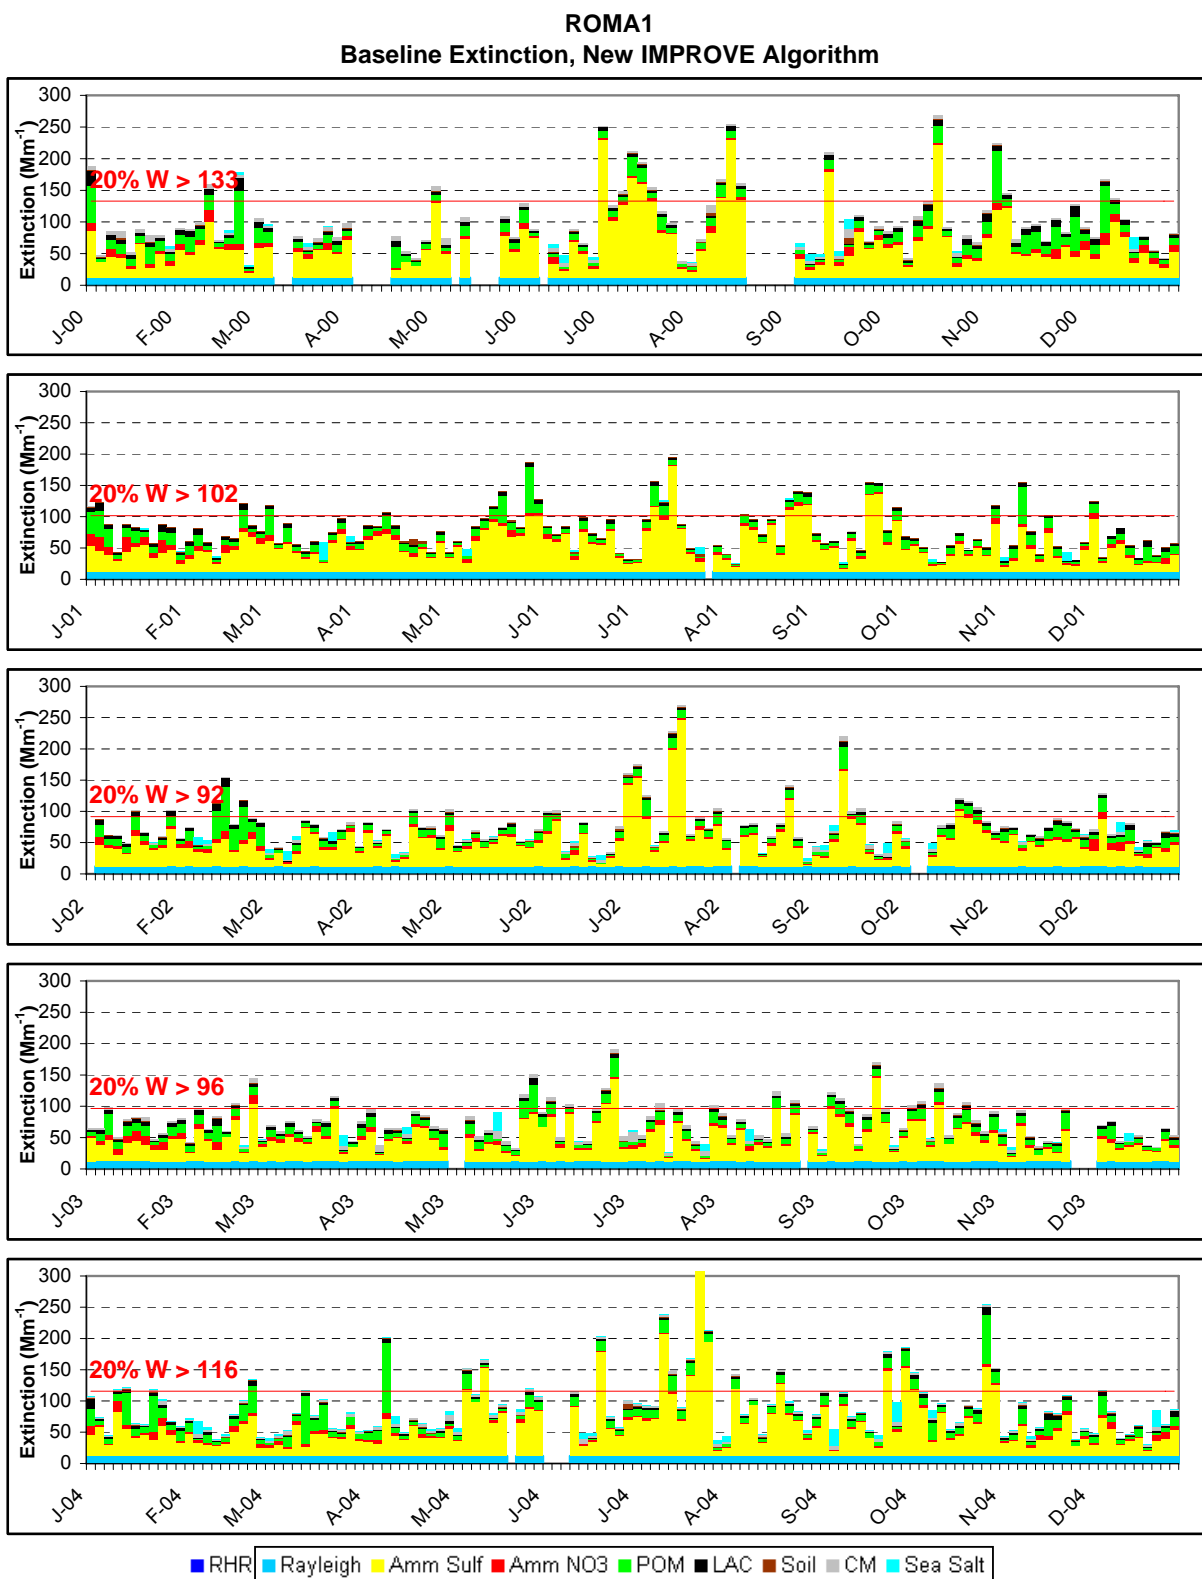 ROMA1
Baseline Extinction, New IMPROVE Algorithm
Extinction (Mm⁻¹)
300
250
200
150
100
50
0
20% W > 133
J-00
F-00
M-00
A-00
M-00
J-00
J-00
A-00
S-00
O-00
N-00
D-00
Extinction (Mm⁻¹)
300
250
200
150
100
50
0
20% W > 102
J-01
F-01
M-01
A-01
M-01
J-01
J-01
A-01
S-01
O-01
N-01
D-01
Extinction (Mm⁻¹)
300
250
200
150
100
50
0
20% W > 92
J-02
F-02
M-02
A-02
M-02
J-02
J-02
A-02
S-02
O-02
N-02
D-02
Extinction (Mm⁻¹)
300
250
200
150
100
50
0
20% W > 96
J-03
F-03
M-03
A-03
M-03
J-03
J-03
A-03
S-03
O-03
N-03
D-03
Extinction (Mm⁻¹)
300
250
200
150
100
50
0
20% W > 116
J-04
F-04
M-04
A-04
M-04
J-04
J-04
A-04
S-04
O-04
N-04
D-04
RHR Rayleigh Amm Sulf Amm NO3 POM LAC Soil CM Sea Salt